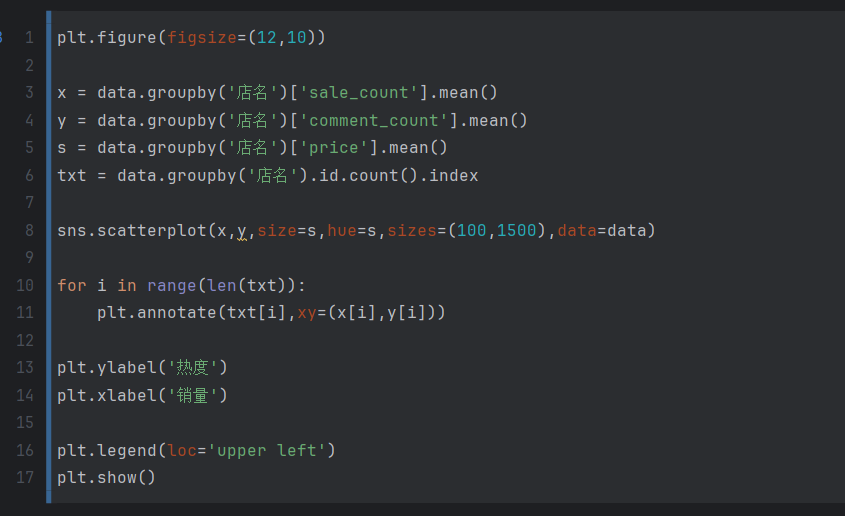 1 plt.figure(figsize=(12,10))
2
3 x = data.groupby('店名')['sale_count'].mean()
4 y = data.groupby('店名')['comment_count'].mean()
5 s = data.groupby('店名')['price'].mean()
6 txt = data.groupby('店名').id.count().index
7
8 sns.scatterplot(x,y,size=s,hue=s,sizes=(100,1500),data=data)
9
10 for i in range(len(txt)):
11     plt.annotate(txt[i],xy=(x[i],y[i]))
12
13 plt.ylabel('热度')
14 plt.xlabel('销量')
15
16 plt.legend(loc='upper left')
17 plt.show()